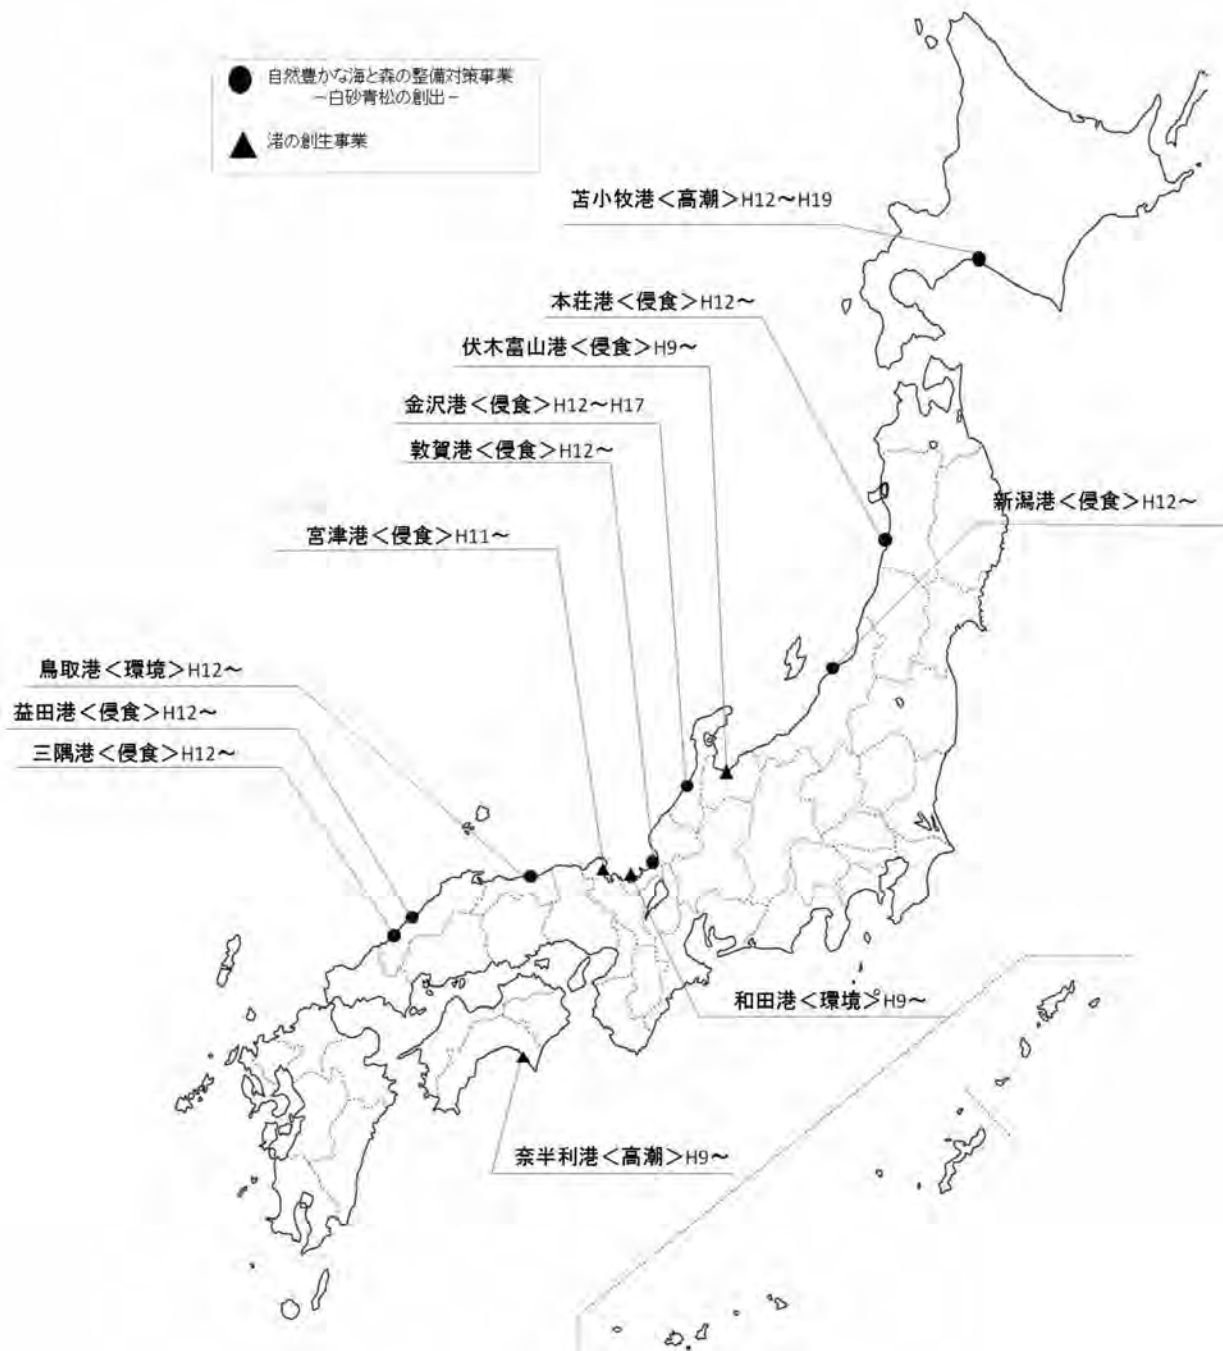 自然豊かな海と森の整備対策事業
−白砂青松の創出−
渚の創生事業
苫小牧港＜高潮＞H12～H19
本荘港＜侵食＞H12～
伏木富山港＜侵食＞H9～
金沢港＜侵食＞H12～H17
敦賀港＜侵食＞H12～
新潟港＜侵食＞H12～
宮津港＜侵食＞H11～
鳥取港＜環境＞H12～
益田港＜侵食＞H12～
三隅港＜侵食＞H12～
和田港＜環境＞H9～
奈半利港＜高潮＞H9～